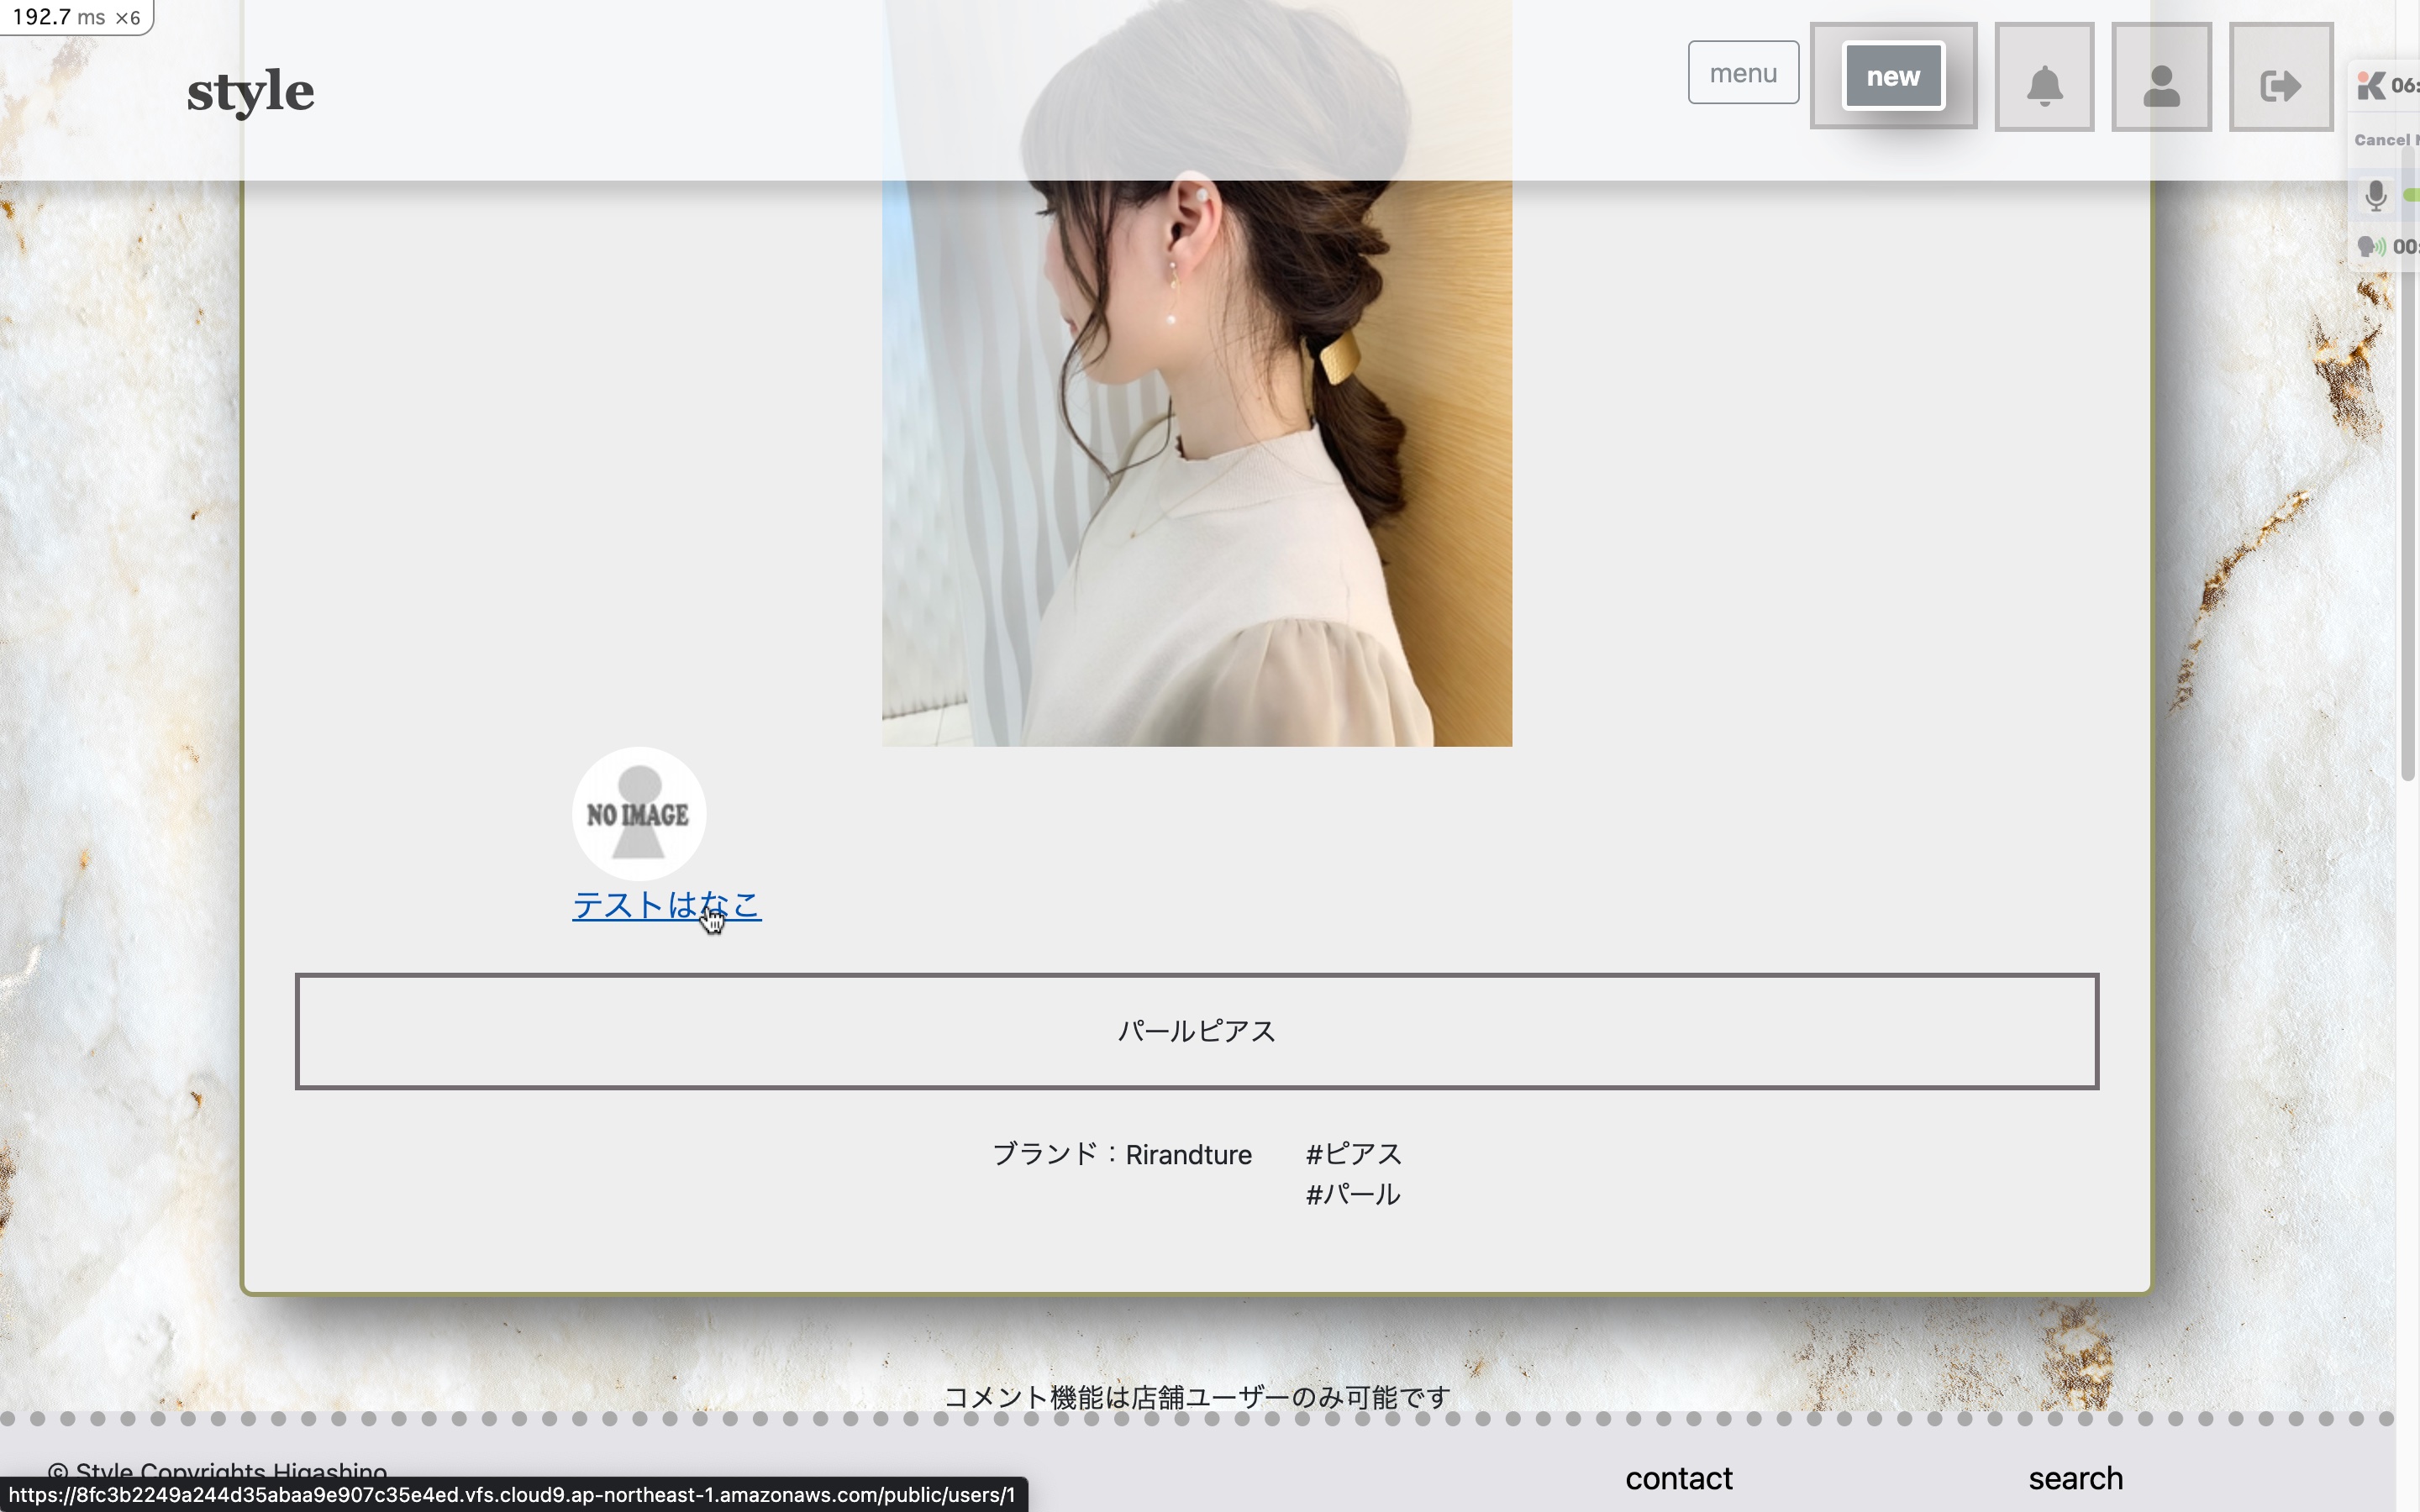 192.7 ms ×6
style
menu
new
06:
Cancel
00:
NO IMAGE
テストはなこ
パールピアス
ブランド：Rirandture
#ピアス
#パール
コメント機能は店舗ユーザーのみ可能です
© Style Copyrights Higashino
contact
search
https://8fc3b2249a244d35abaa9e907c35e4ed.vfs.cloud9.ap-northeast-1.amazonaws.com/public/users/1